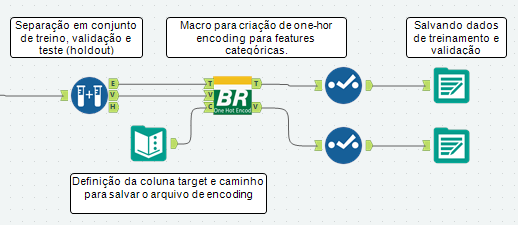 Separação em conjunto
de treino, validação e
teste (holdout)
Macro para criação de one-hor
encoding para features
categóricas.
Salvando dados
de treinamento e
validação
E
V
H
T
V
C
BR
One Hot Encod
T
V
Definição da coluna target e caminho
para salvar o arquivo de encoding